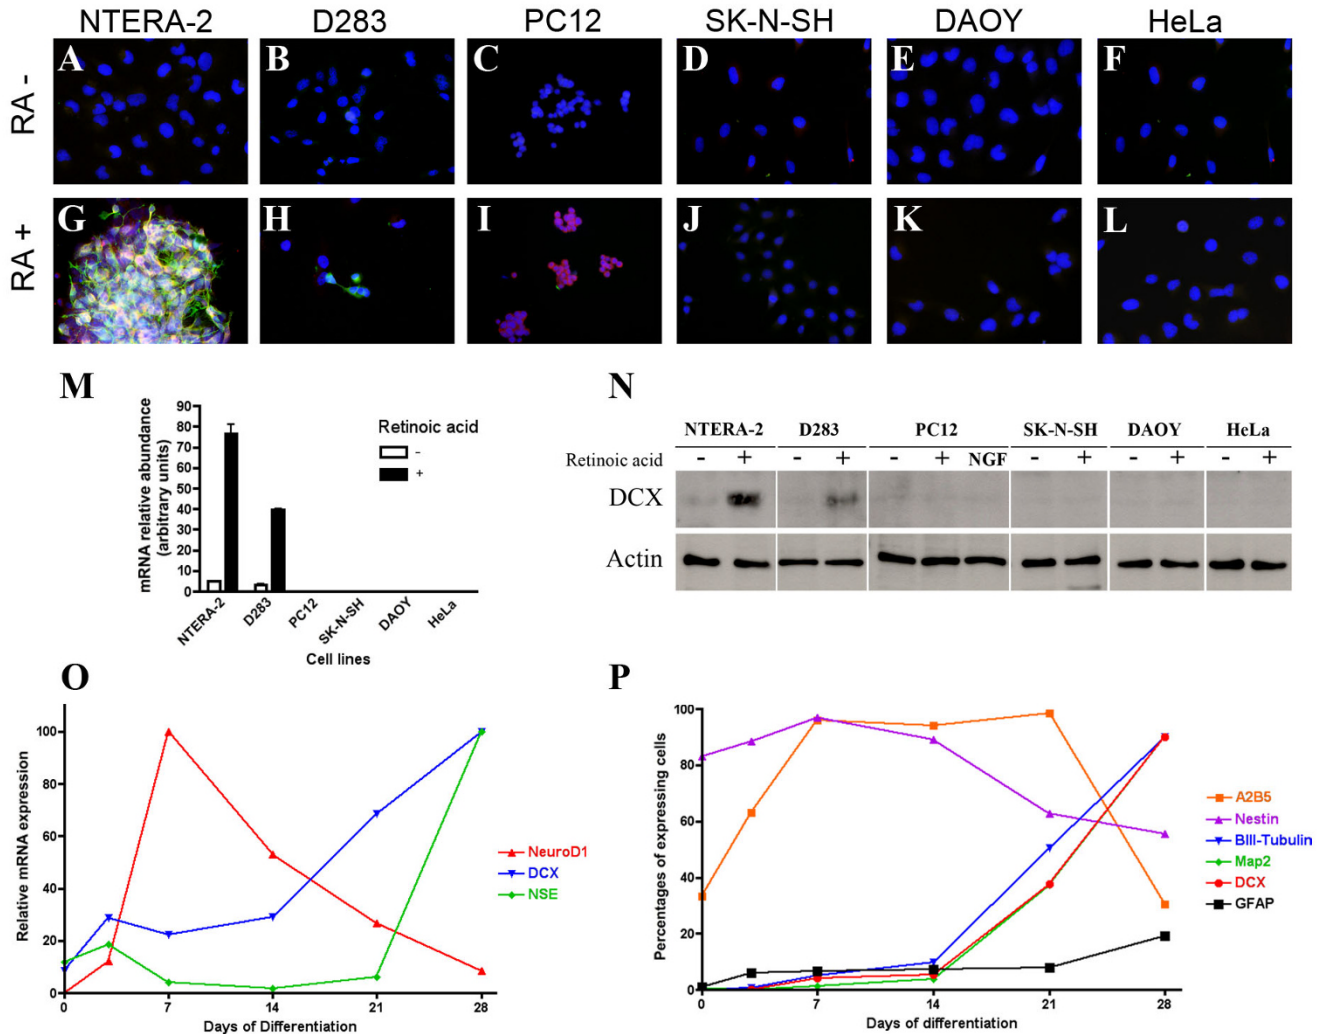 NTERA-2 D283 PC12 SK-N-SH DAOY HeLa
RA -
A B C D E F
RA +
G H I J K L
M
mRNA relative abundance
(arbitrary units)
90
80
70
60
50
40
30
20
10
0
Retinoic acid
-
+
NTERA-2 D283 PC12 SK-N-SH DAOY HeLa
Cell lines
N
NTERA-2 D283 PC12 SK-N-SH DAOY HeLa
Retinoic acid - + - + - + NGF - + - + - +
DCX
Actin
O
Relative mRNA expression
100
80
60
40
20
0
0 7 14 21 28
Days of Differentiation
NeuroD1
DCX
NSE
P
Percentages of expressing cells
100
80
60
40
20
0
0 7 14 21 28
Days of differentiation
A2B5
Nestin
BIII-Tubulin
Map2
DCX
GFAP